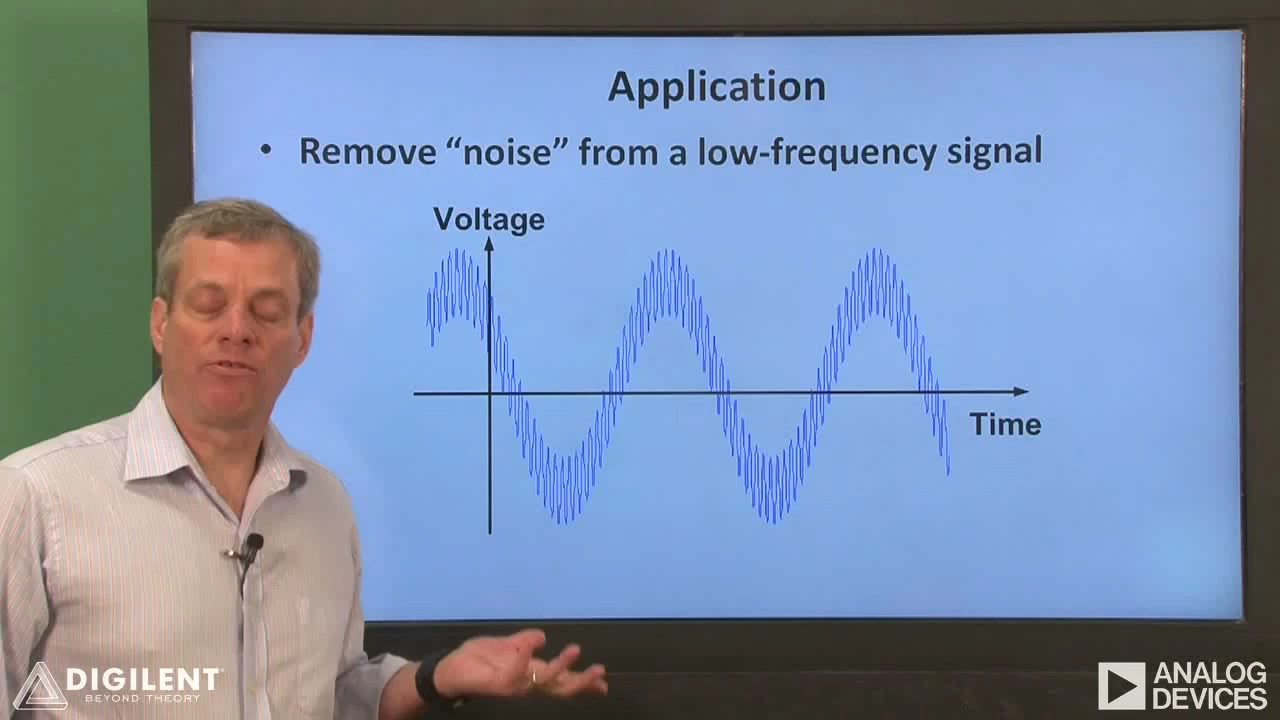 Application
• Remove “noise” from a low-frequency signal
Voltage
Time
DIGILENT
BEYOND THEORY
ANALOG
DEVICES